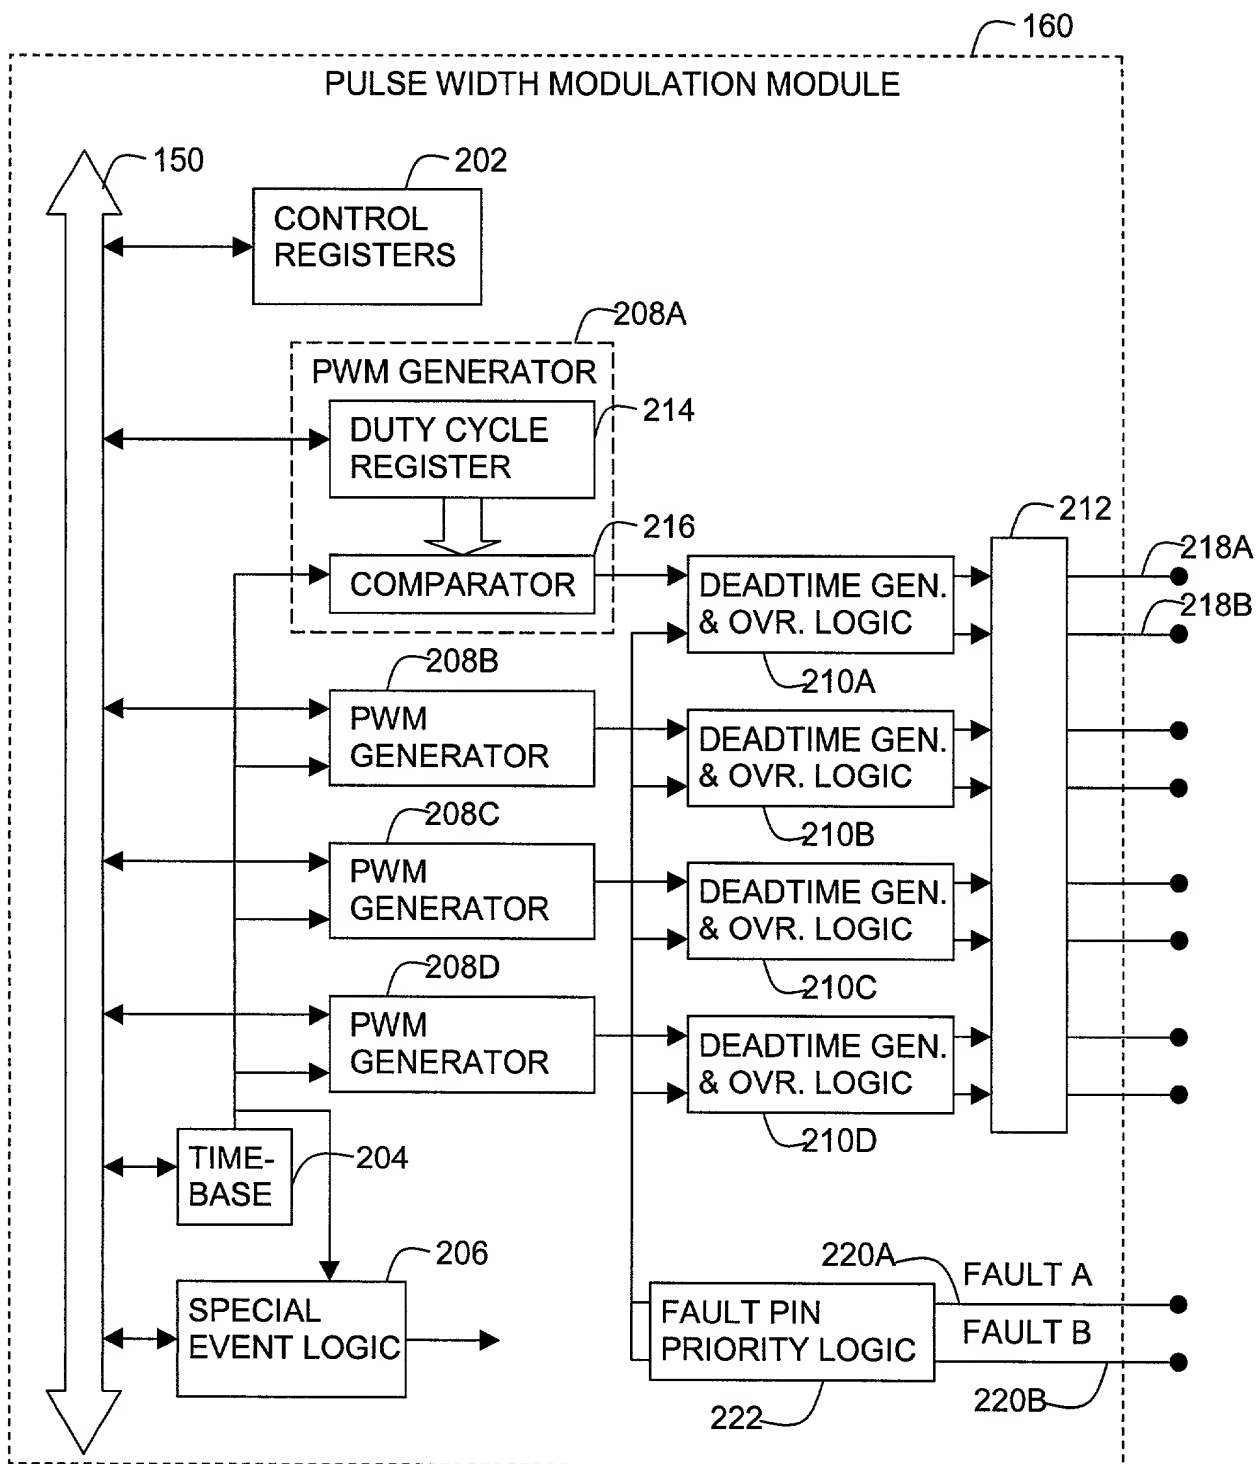 160
PULSE WIDTH MODULATION MODULE
150
202
CONTROL
REGISTERS
208A
PWM GENERATOR
214
DUTY CYCLE
REGISTER
216
COMPARATOR
212
DEADTIME GEN.
& OVR. LOGIC
210A
218A
218B
208B
PWM
GENERATOR
DEADTIME GEN.
& OVR. LOGIC
210B
208C
PWM
GENERATOR
DEADTIME GEN.
& OVR. LOGIC
210C
208D
PWM
GENERATOR
DEADTIME GEN.
& OVR. LOGIC
210D
TIME-
BASE
204
206
SPECIAL
EVENT LOGIC
220A
FAULT A
FAULT PIN
PRIORITY LOGIC
FAULT B
222
220B